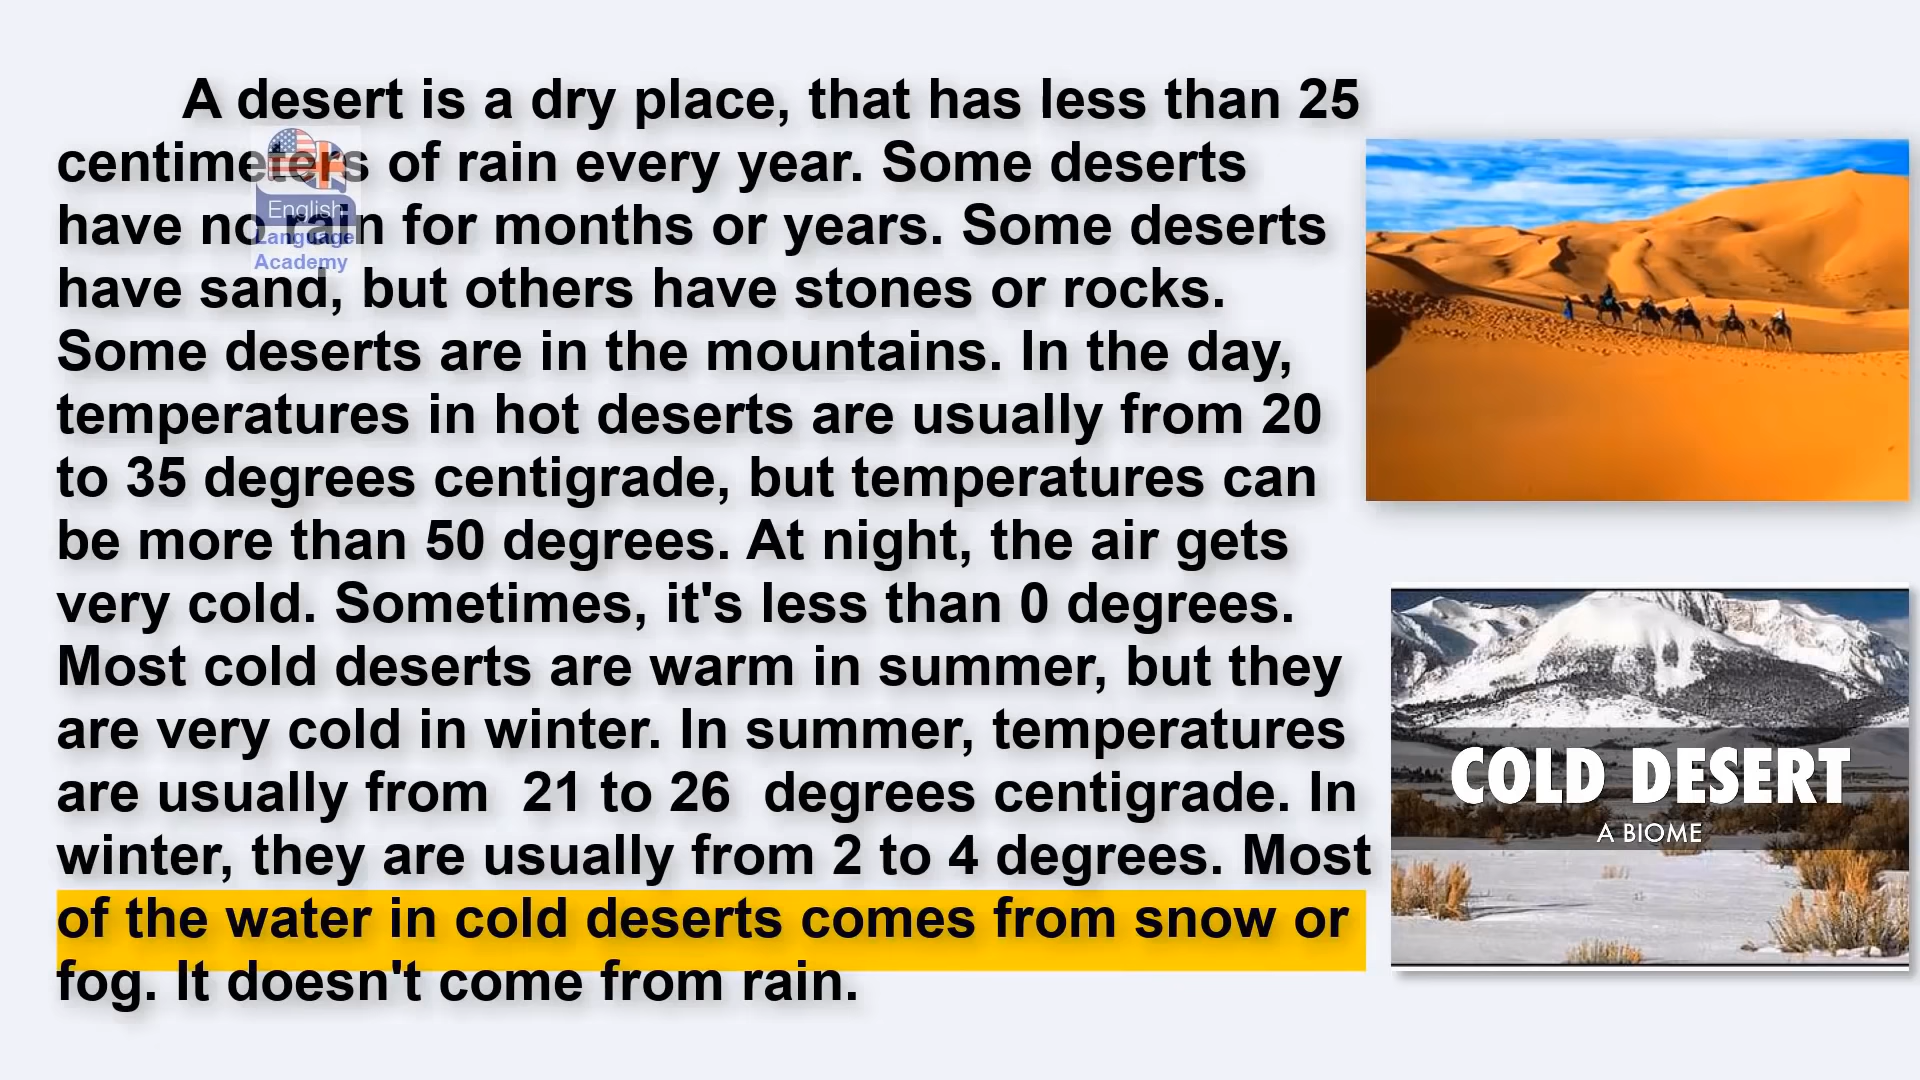 A desert is a dry place, that has less than 25
centimeters of rain every year. Some deserts
have no rain for months or years. Some deserts
have sand, but others have stones or rocks.
Some deserts are in the mountains. In the day,
temperatures in hot deserts are usually from 20
to 35 degrees centigrade, but temperatures can
be more than 50 degrees. At night, the air gets
very cold. Sometimes, it's less than 0 degrees.
Most cold deserts are warm in summer, but they
are very cold in winter. In summer, temperatures
are usually from 21 to 26 degrees centigrade. In
winter, they are usually from 2 to 4 degrees. Most
of the water in cold deserts comes from snow or
fog. It doesn't come from rain.
English
Language
Academy
COLD DESERT
A BIOME